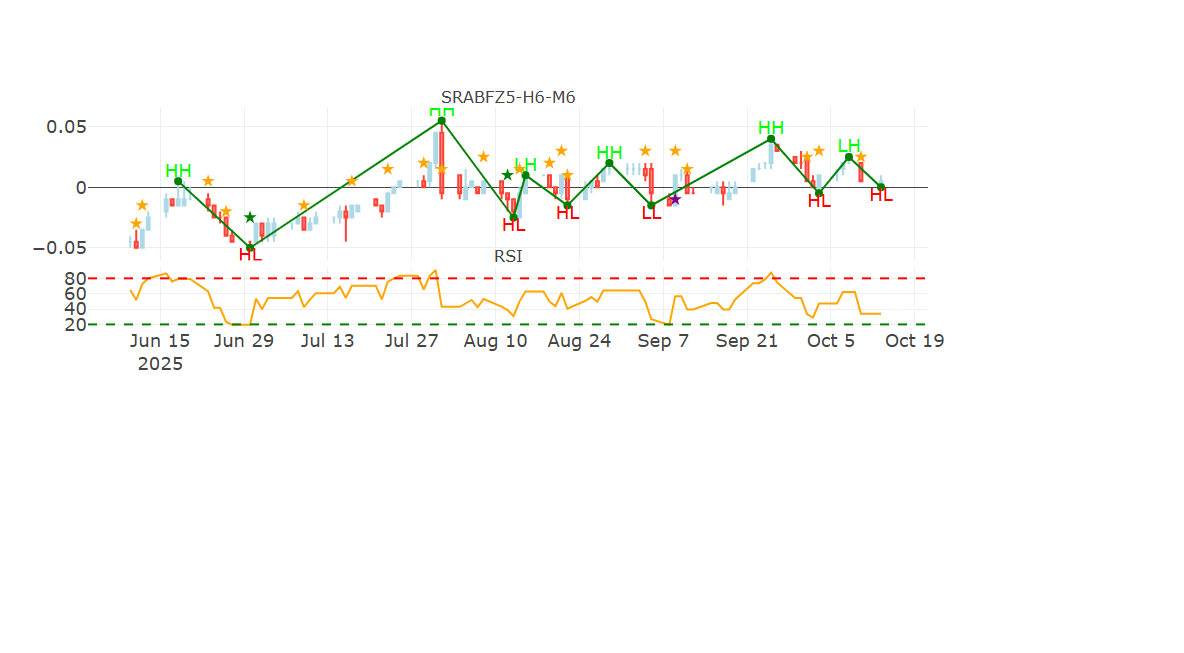 SRABFZ5-H6-M6
0.05
0
−0.05
HH
HL
HL
LH
HL
HH
LL
HH
HL
LH
HL
RSI
80
60
40
20
Jun 15
2025
Jun 29
Jul 13
Jul 27
Aug 10
Aug 24
Sep 7
Sep 21
Oct 5
Oct 19